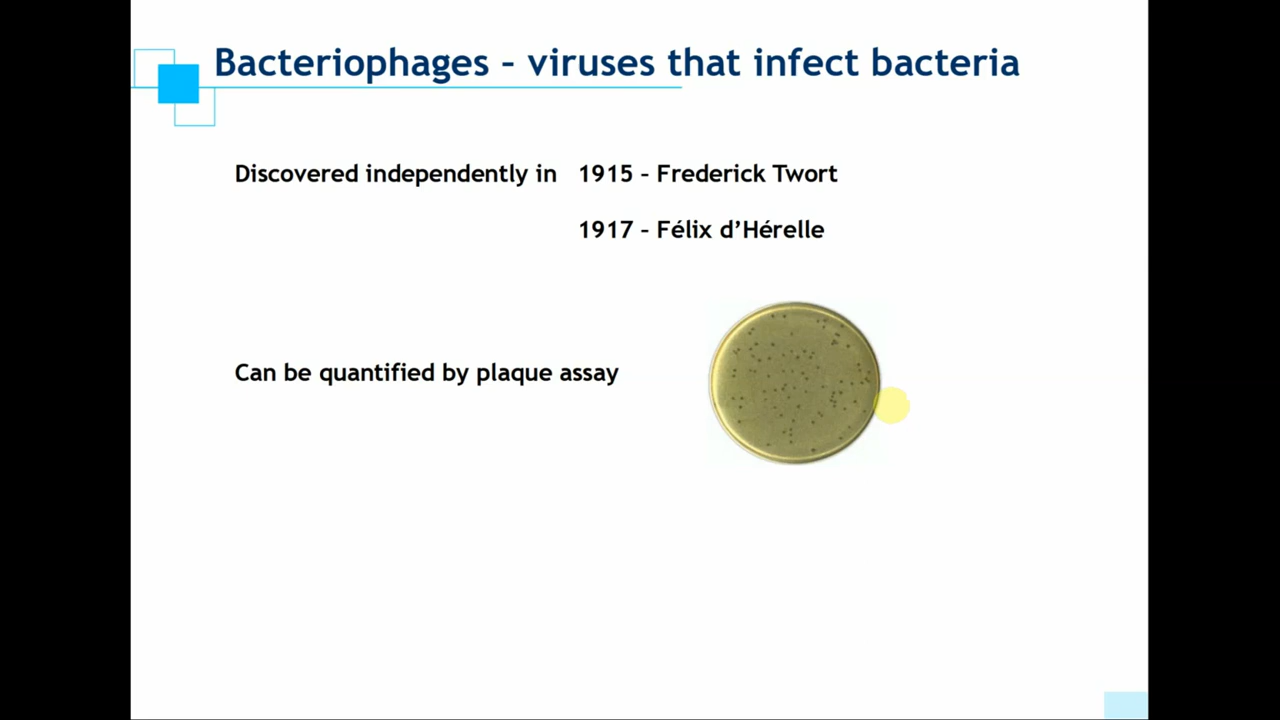 Bacteriophages – viruses that infect bacteria
Discovered independently in 1915 – Frederick Twort
1917 – Félix d’Hérelle
Can be quantified by plaque assay